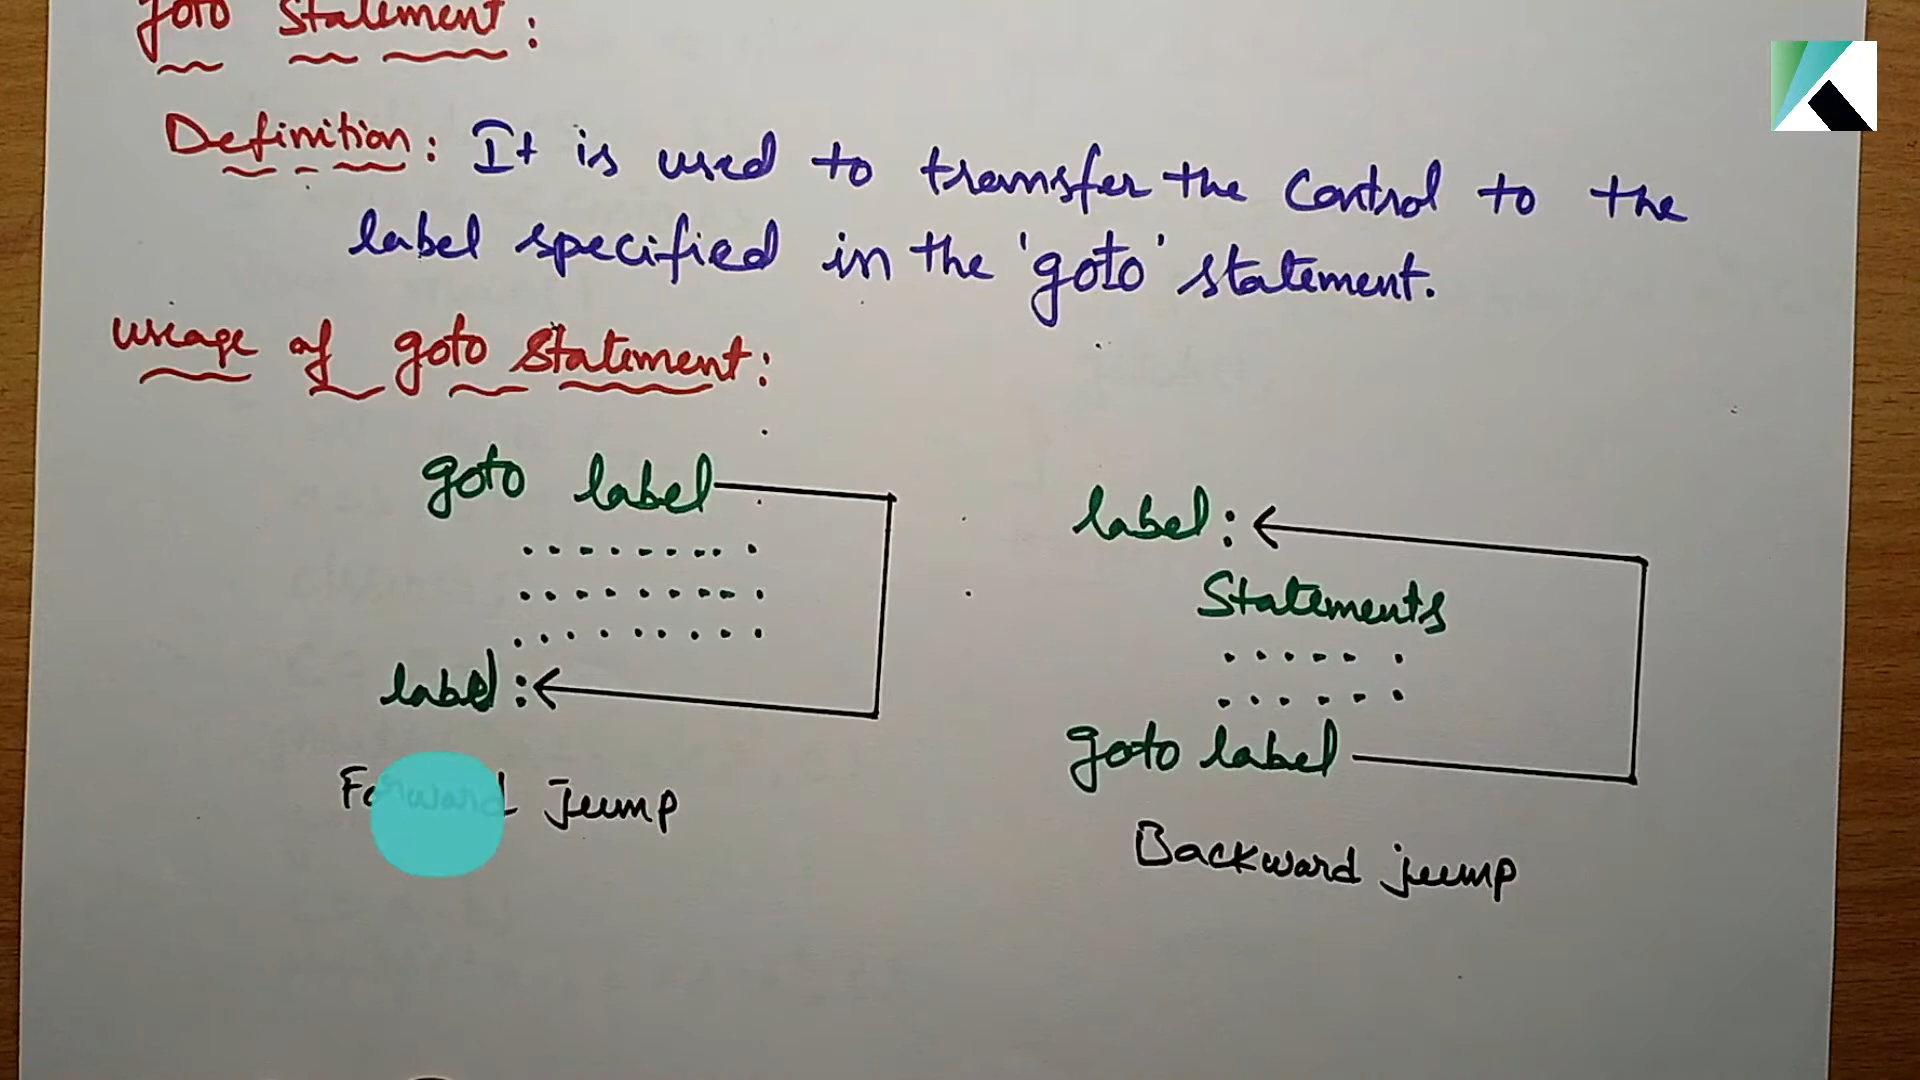 goto Statement:
Definition: It is used to transfer the Control to the
label specified in the 'goto' statement.
usage of goto Statement:
goto label
label:
Forward Jump
label:
Statements
goto label
Backward jump